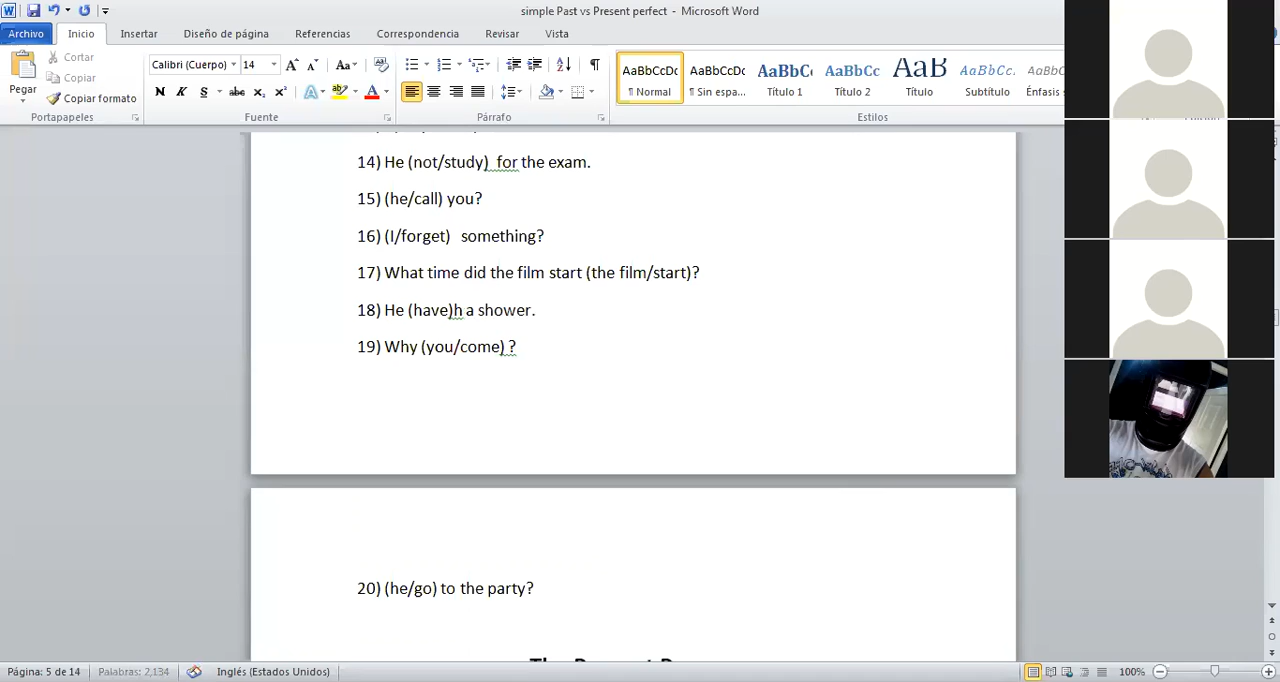 simple Past vs Present perfect - Microsoft Word
Archivo Inicio Insertar Diseño de página Referencias Correspondencia Revisar Vista
Pegar
Cortar
Copiar
Copiar formato
Portapapeles
Calibri (Cuerpo) 14
N K S abc x₂ x²
Fuente
Párrafo
AaBbCcDc AaBbCcDc AaBbC AaBbCc AaB AaBbCc.
¶ Normal ¶ Sin espa... Título 1 Título 2 Título Subtítulo Énfasis
Estilos
14) He (not/study) for the exam.
15) (he/call) you?
16) (I/forget) something?
17) What time did the film start (the film/start)?
18) He (have)h a shower.
19) Why (you/come) ?
20) (he/go) to the party?
Página: 5 de 14 Palabras: 2,134 Inglés (Estados Unidos) 100%